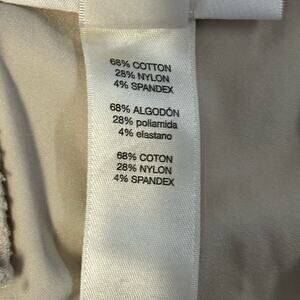 68% COTTON
28% NYLON
4% SPANDEX
68% ALGODÓN
28% poliamida
4% elastano
68% COTON
28% NYLON
4% SPANDEX